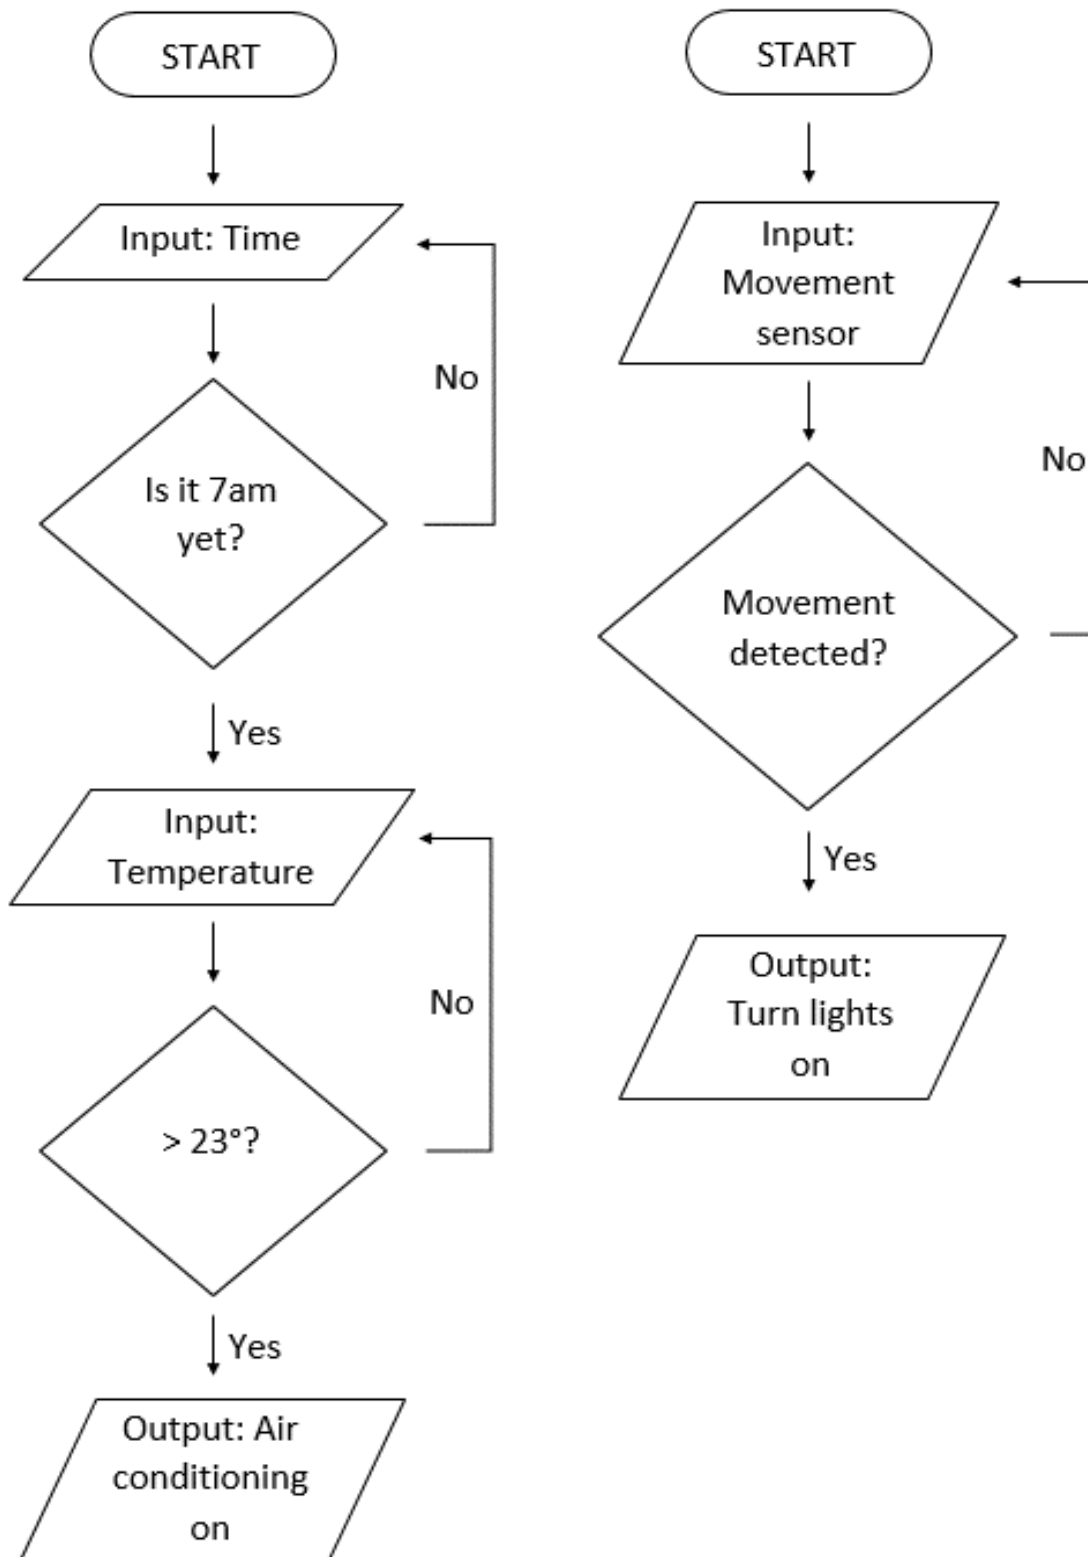 START
Input: Time
No
Is it 7am
yet?
Yes
Input:
Temperature
No
> 23°?
Yes
Output: Air
conditioning
on
START
Input:
Movement
sensor
No
Movement
detected?
Yes
Output:
Turn lights
on